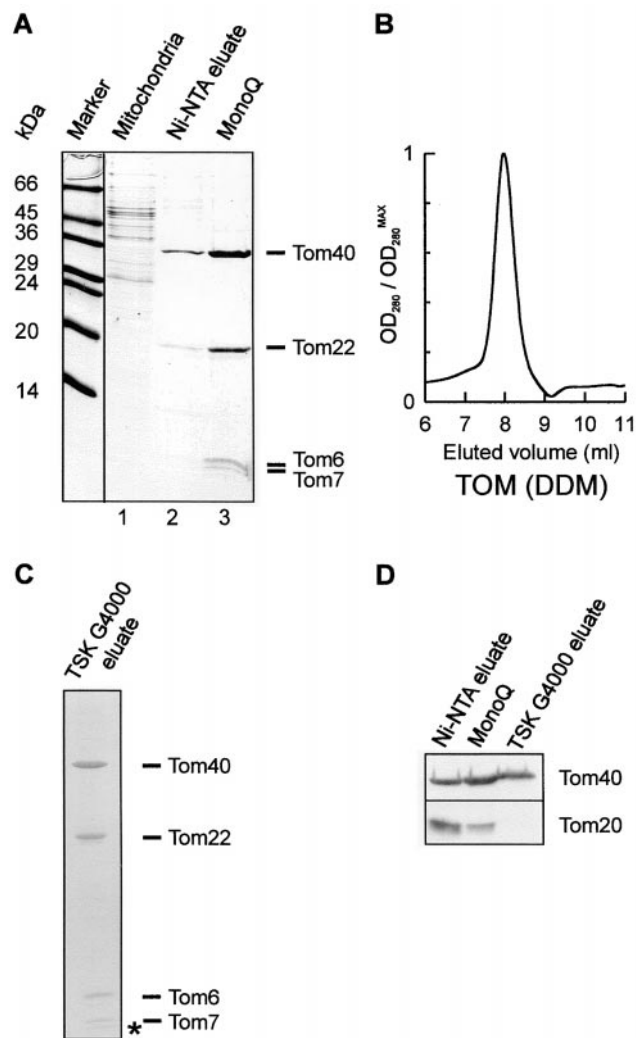 A
kDa
Marker
Mitochondria
Ni-NTA eluate
MonoQ
66
45
36
29
24
20
14
Tom40
Tom22
Tom6
Tom7
1 2 3
B
OD280 / OD280MAX
1
0
6 7 8 9 10 11
Eluted volume (ml)
TOM (DDM)
C
TSK G4000
eluate
Tom40
Tom22
Tom6
* Tom7
D
Ni-NTA eluate
MonoQ
TSK G4000 eluate
Tom40
Tom20